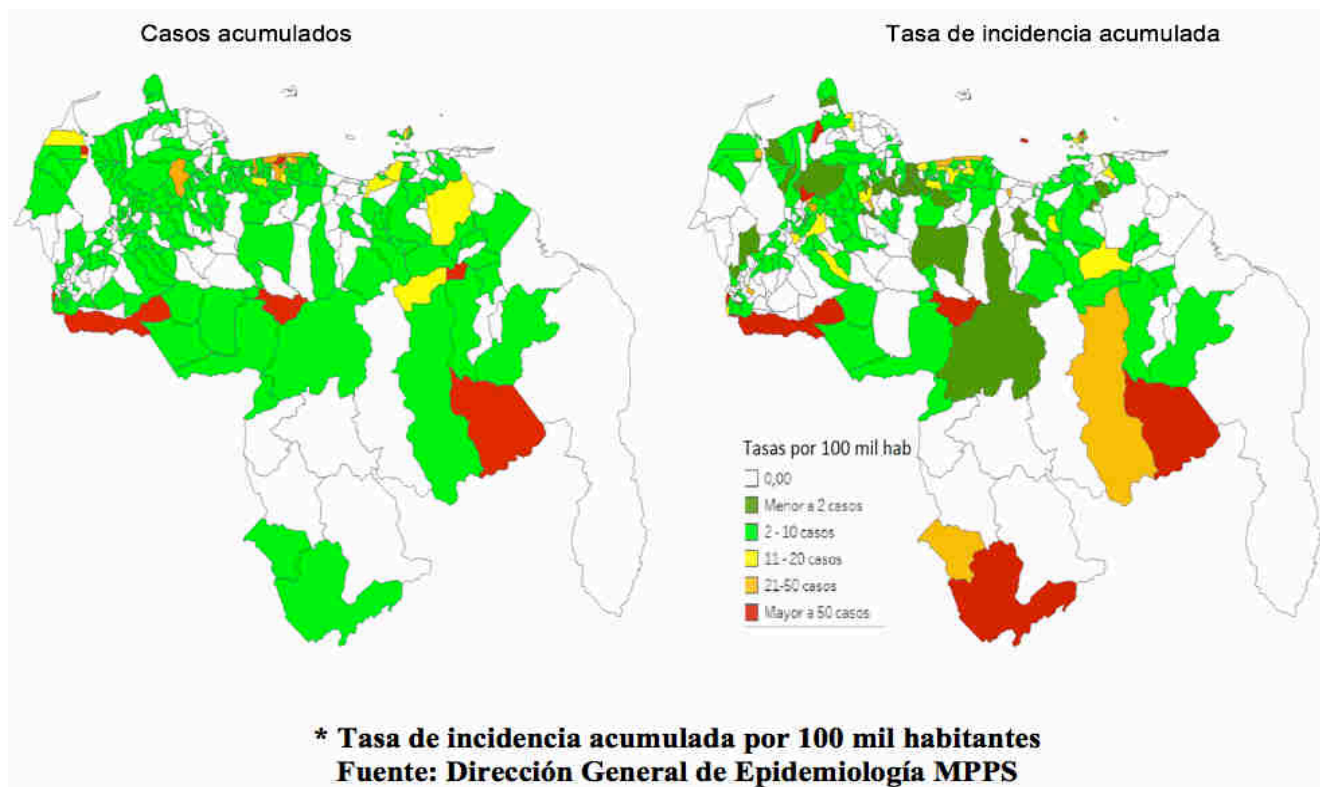 Casos acumulados
Tasa de incidencia acumulada
Tasas por 100 mil hab
0,00
Menor a 2 casos
2 - 10 casos
11 - 20 casos
21-50 casos
Mayor a 50 casos
* Tasa de incidencia acumulada por 100 mil habitantes
Fuente: Dirección General de Epidemiología MPPS